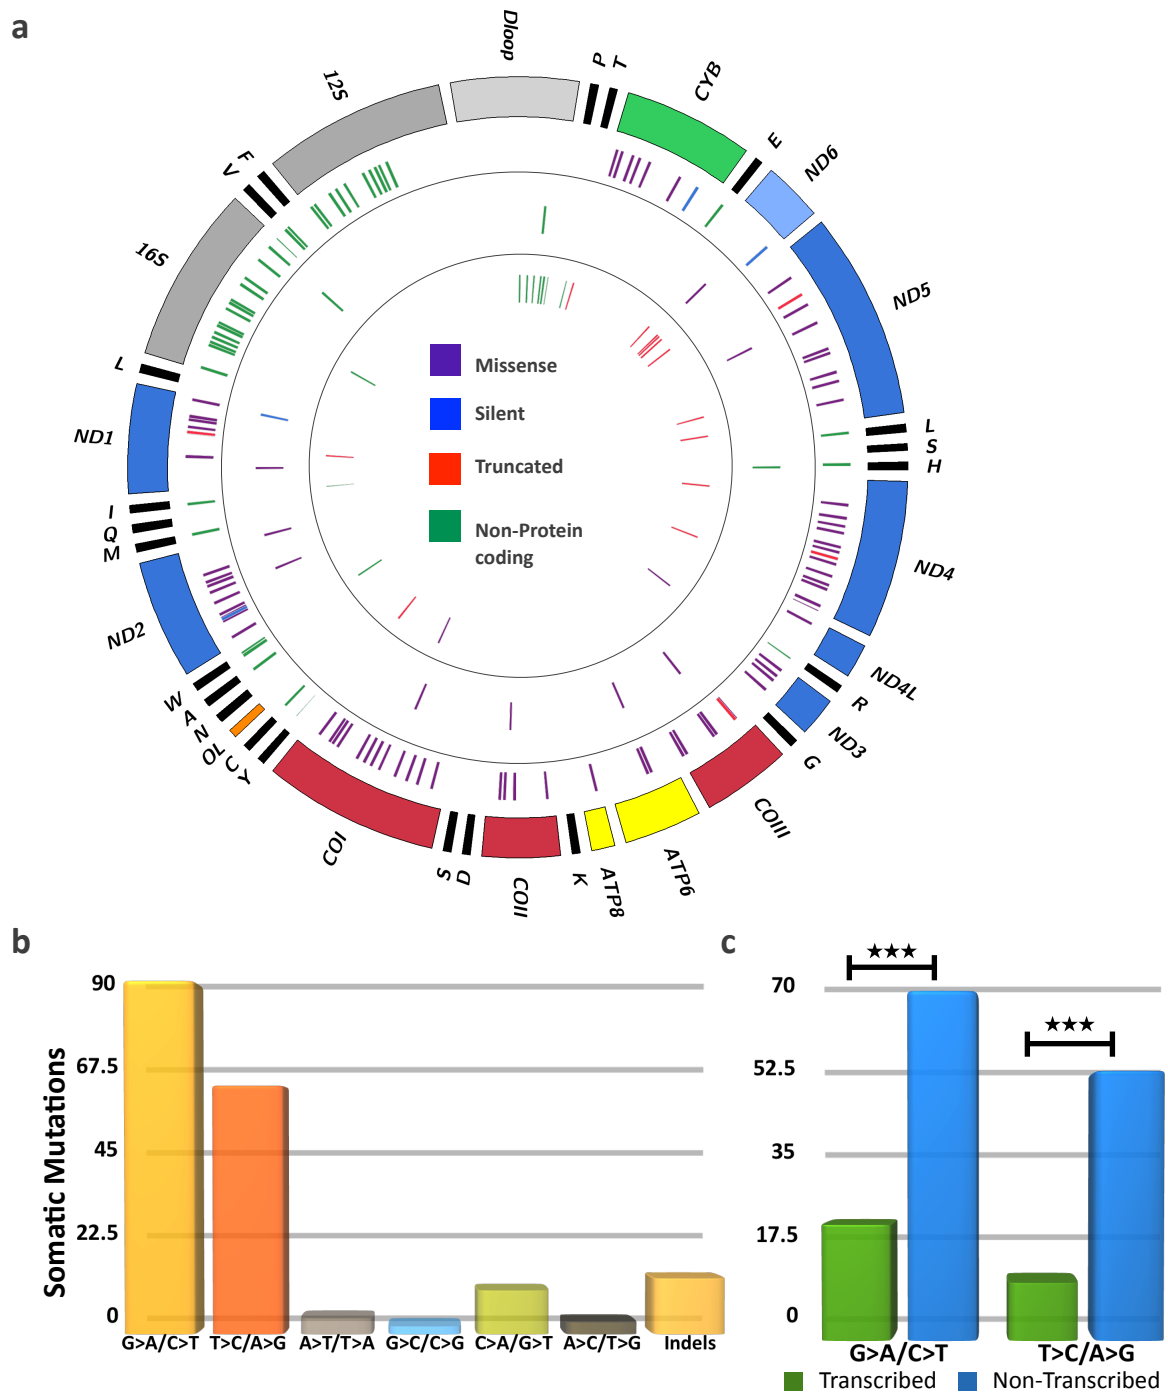 a
Dloop
P
T
CYB
E
ND6
ND5
L
S
H
ND4
ND4L
R
ND3
G
COIII
ATP6
ATP8
K
COII
D
S
COI
Y
C
L
O
N
A
W
ND2
M
Q
I
ND1
L
16S
V
F
12S
Missense
Silent
Truncated
Non-Protein
coding
b
Somatic Mutations
90
67.5
45
22.5
0
G>A/C>T T>C/A>G A>T/T>A G>C/C>G C>A/G>T A>C/T>G Indels
c
★★★
★★★
70
52.5
35
17.5
0
G>A/C>T T>C/A>G
Transcribed Non-Transcribed